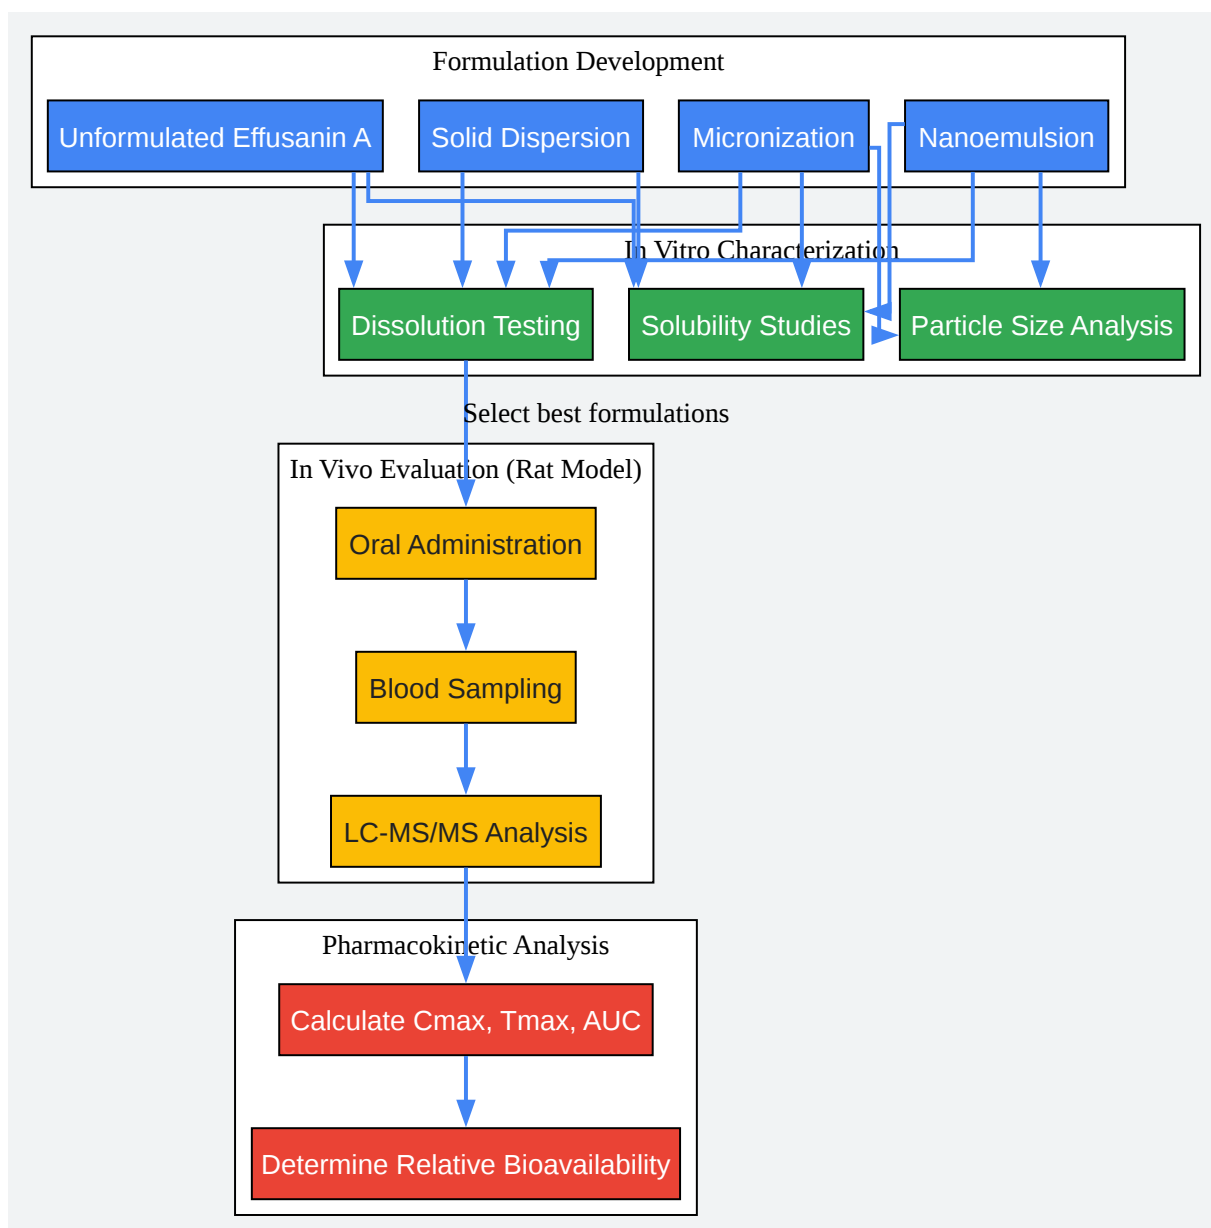 Formulation Development
Unformulated Effusanin A
Solid Dispersion
Micronization
Nanoemulsion
In Vitro Characterization
Dissolution Testing
Solubility Studies
Particle Size Analysis
Select best formulations
In Vivo Evaluation (Rat Model)
Oral Administration
Blood Sampling
LC-MS/MS Analysis
Pharmacokinetic Analysis
Calculate Cmax, Tmax, AUC
Determine Relative Bioavailability